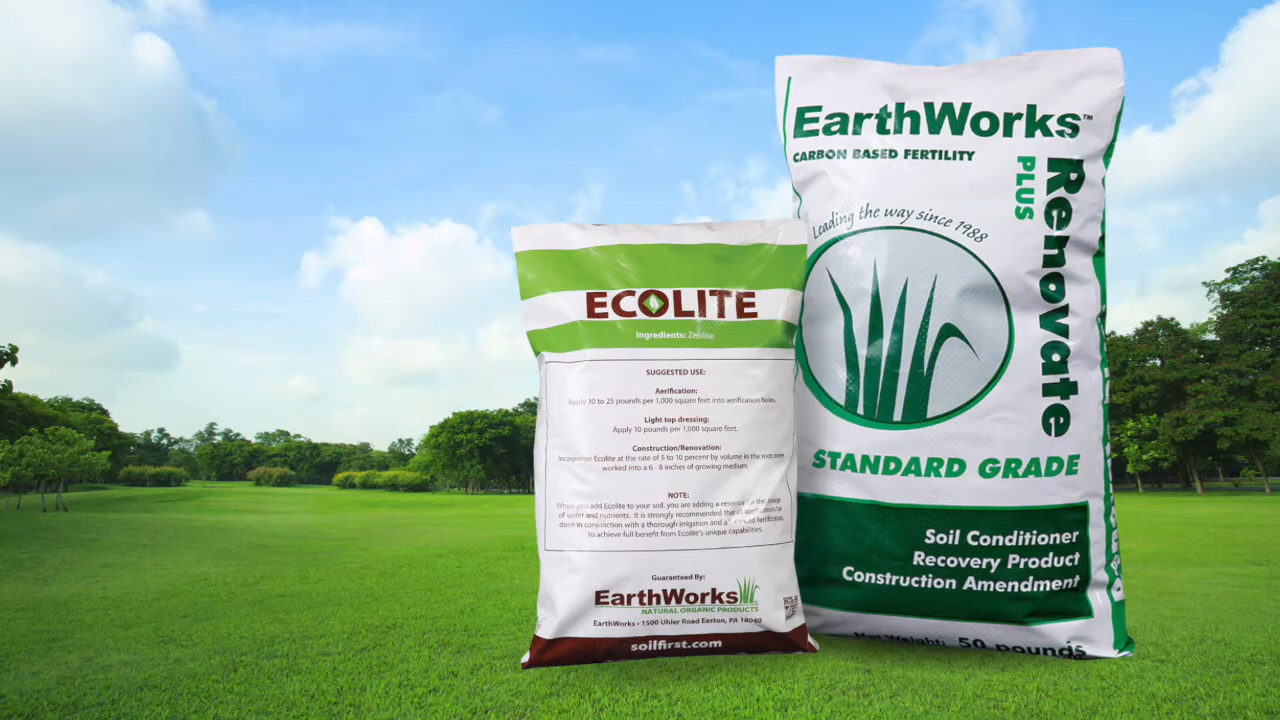 ECOLITE
Ingredients: Zeolite
SUGGESTED USE:
Aerification:
Apply 10 to 25 pounds per 1,000 square feet into aerification holes.
Light top dressing:
Apply 10 pounds per 1,000 square feet.
Construction/Renovation:
Incorporate Ecolite at the rate of 5 to 10 percent by volume in the root zone
worked into a 6 - 8 inches of growing medium.
NOTE:
When you add Ecolite to your soil, you are adding a reservoir for the storage
of water and nutrients. It is strongly recommended that all applications be
done in conjunction with a thorough irrigation and a balanced fertilization,
to achieve full benefit from Ecolite's unique capabilities.
Guaranteed By:
EarthWorks
NATURAL ORGANIC PRODUCTS
EarthWorks • 1500 Uhler Road Easton, PA 18040
soilfirst.com
EarthWorks™
CARBON BASED FERTILITY
Renovate
PLUS
Leading the way since 1988
STANDARD GRADE
Soil Conditioner
Recovery Product
Construction Amendment
Net Weight: 50 pounds